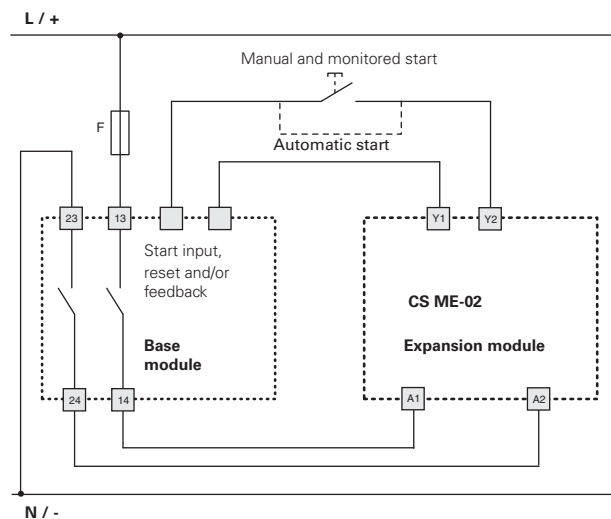 L / +
Manual and monitored start
F
Automatic start
23
13
Y1
Y2
Start input,
reset and/or
feedback
CS ME-02
Base
module
Expansion module
24
14
A1
A2
N / -